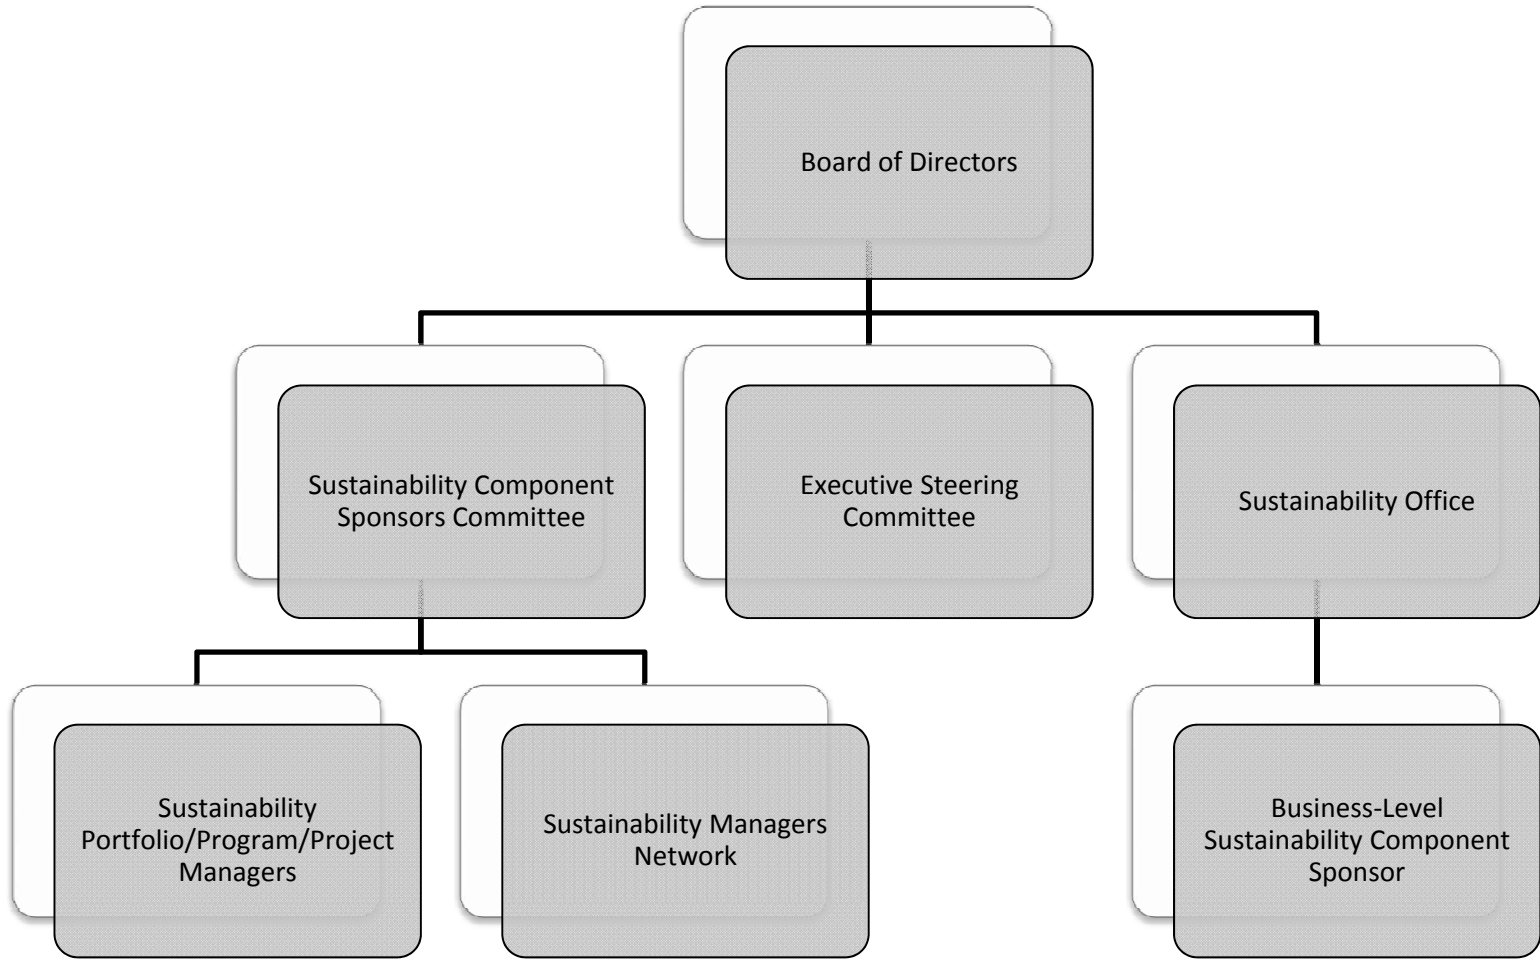 Board of Directors
Sustainability Component
Sponsors Committee
Executive Steering
Committee
Sustainability Office
Sustainability
Portfolio/Program/Project
Managers
Sustainability Managers
Network
Business-Level
Sustainability Component
Sponsor